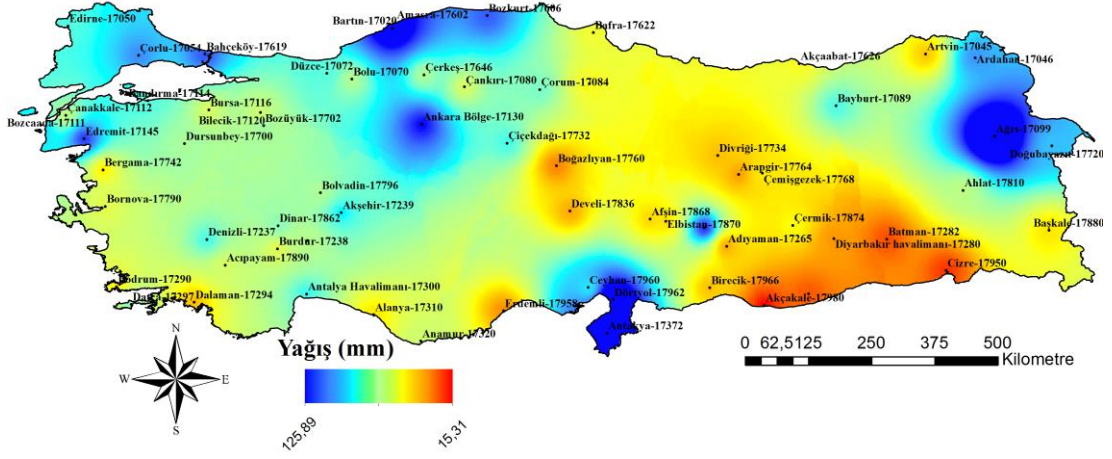 Edirne-17050
Bartın-17020
Amasra-17602
Bozkurt-17606
Bafra-17622
Çorlu-17054
Bahçeköy-17619
Düzce-17072
Bolu-17070
Çerkeş-17646
Çankırı-17080
Çorum-17084
Akçaabat-17626
Artvin-17045
Ardahan-17046
Bandırma-17114
Çanakkale-17112
Bozcaada-17111
Bursa-17116
Bilecik-17120
Bozüyük-17702
Ankara Bölge-17130
Bayburt-17089
Ağrı-17099
Doğubayazıt-17720
Edremit-17145
Dursunbey-17700
Çiçekdağı-17732
Bergama-17742
Boğazlıyan-17760
Divriği-17734
Arapgir-17764
Çemişgezek-17768
Ahlat-17810
Bornova-17790
Bolvadin-17796
Akşehir-17239
Develi-17836
Afşin-17868
Elbistan-17870
Çermik-17874
Batman-17282
Başkale-17880
Denizli-17237
Dinar-17862
Burdur-17238
Adıyaman-17265
Diyarbakır havalimanı-17280
Acıpayam-17890
Cizre-17950
Bodrum-17290
Datça-17297
Dalaman-17294
Antalya Havalimanı-17300
Alanya-17310
Anamur-17320
Erdemli-17958
Ceyhan-17960
Dörtyol-17962
Birecik-17966
Akçakale-17980
Antakya-17372
N
W
E
S
Yağış (mm)
125,89
15,31
0 62,5 125 250 375 500
Kilometre